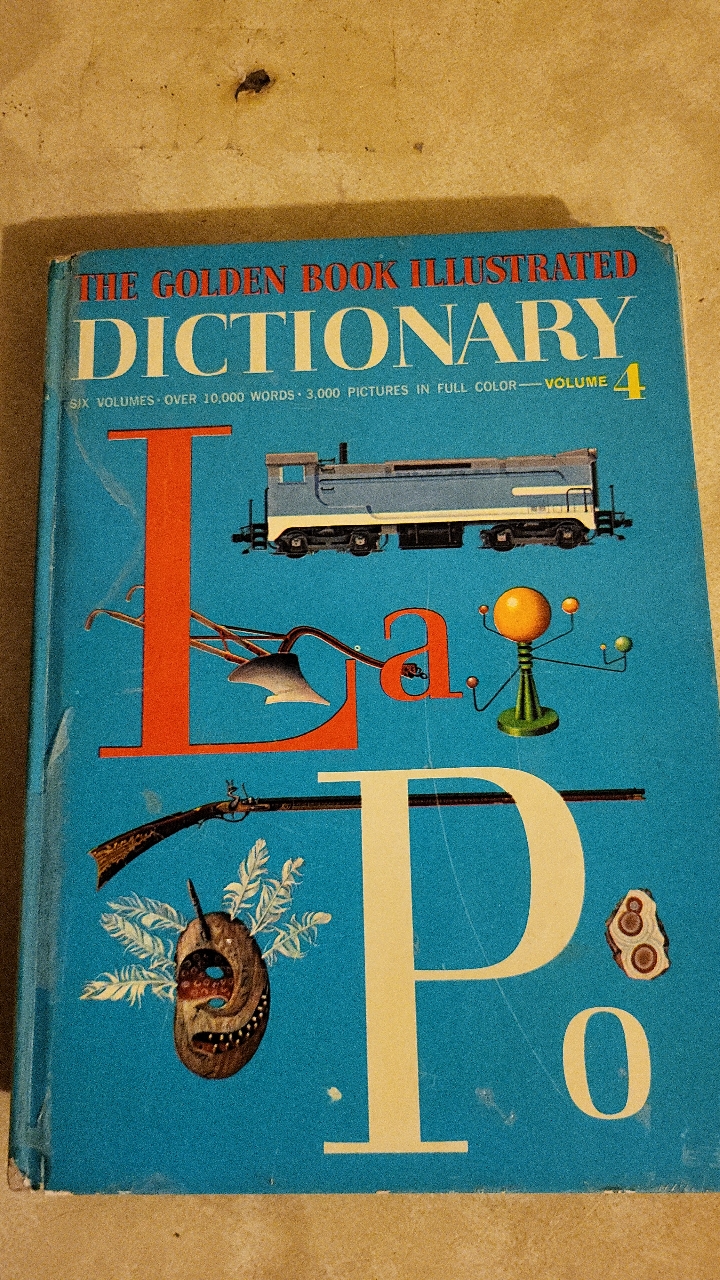 THE GOLDEN BOOK ILLUSTRATED
DICTIONARY
SIX VOLUMES · OVER 10,000 WORDS · 3,000 PICTURES IN FULL COLOR — VOLUME 4
La
Po